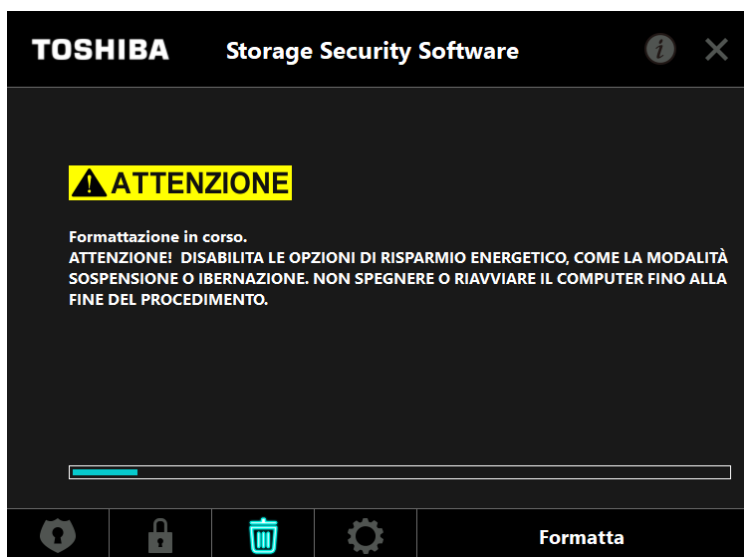 TOSHIBA Storage Security Software i
ATTENZIONE
Formattazione in corso.
ATTENZIONE! DISABILITA LE OPZIONI DI RISPARMIO ENERGETICO, COME LA MODALITÀ
SOSPENSIONE O IBERNAZIONE. NON SPEGNERE O RIAVVIARE IL COMPUTER FINO ALLA
FINE DEL PROCEDIMENTO.
Formatta